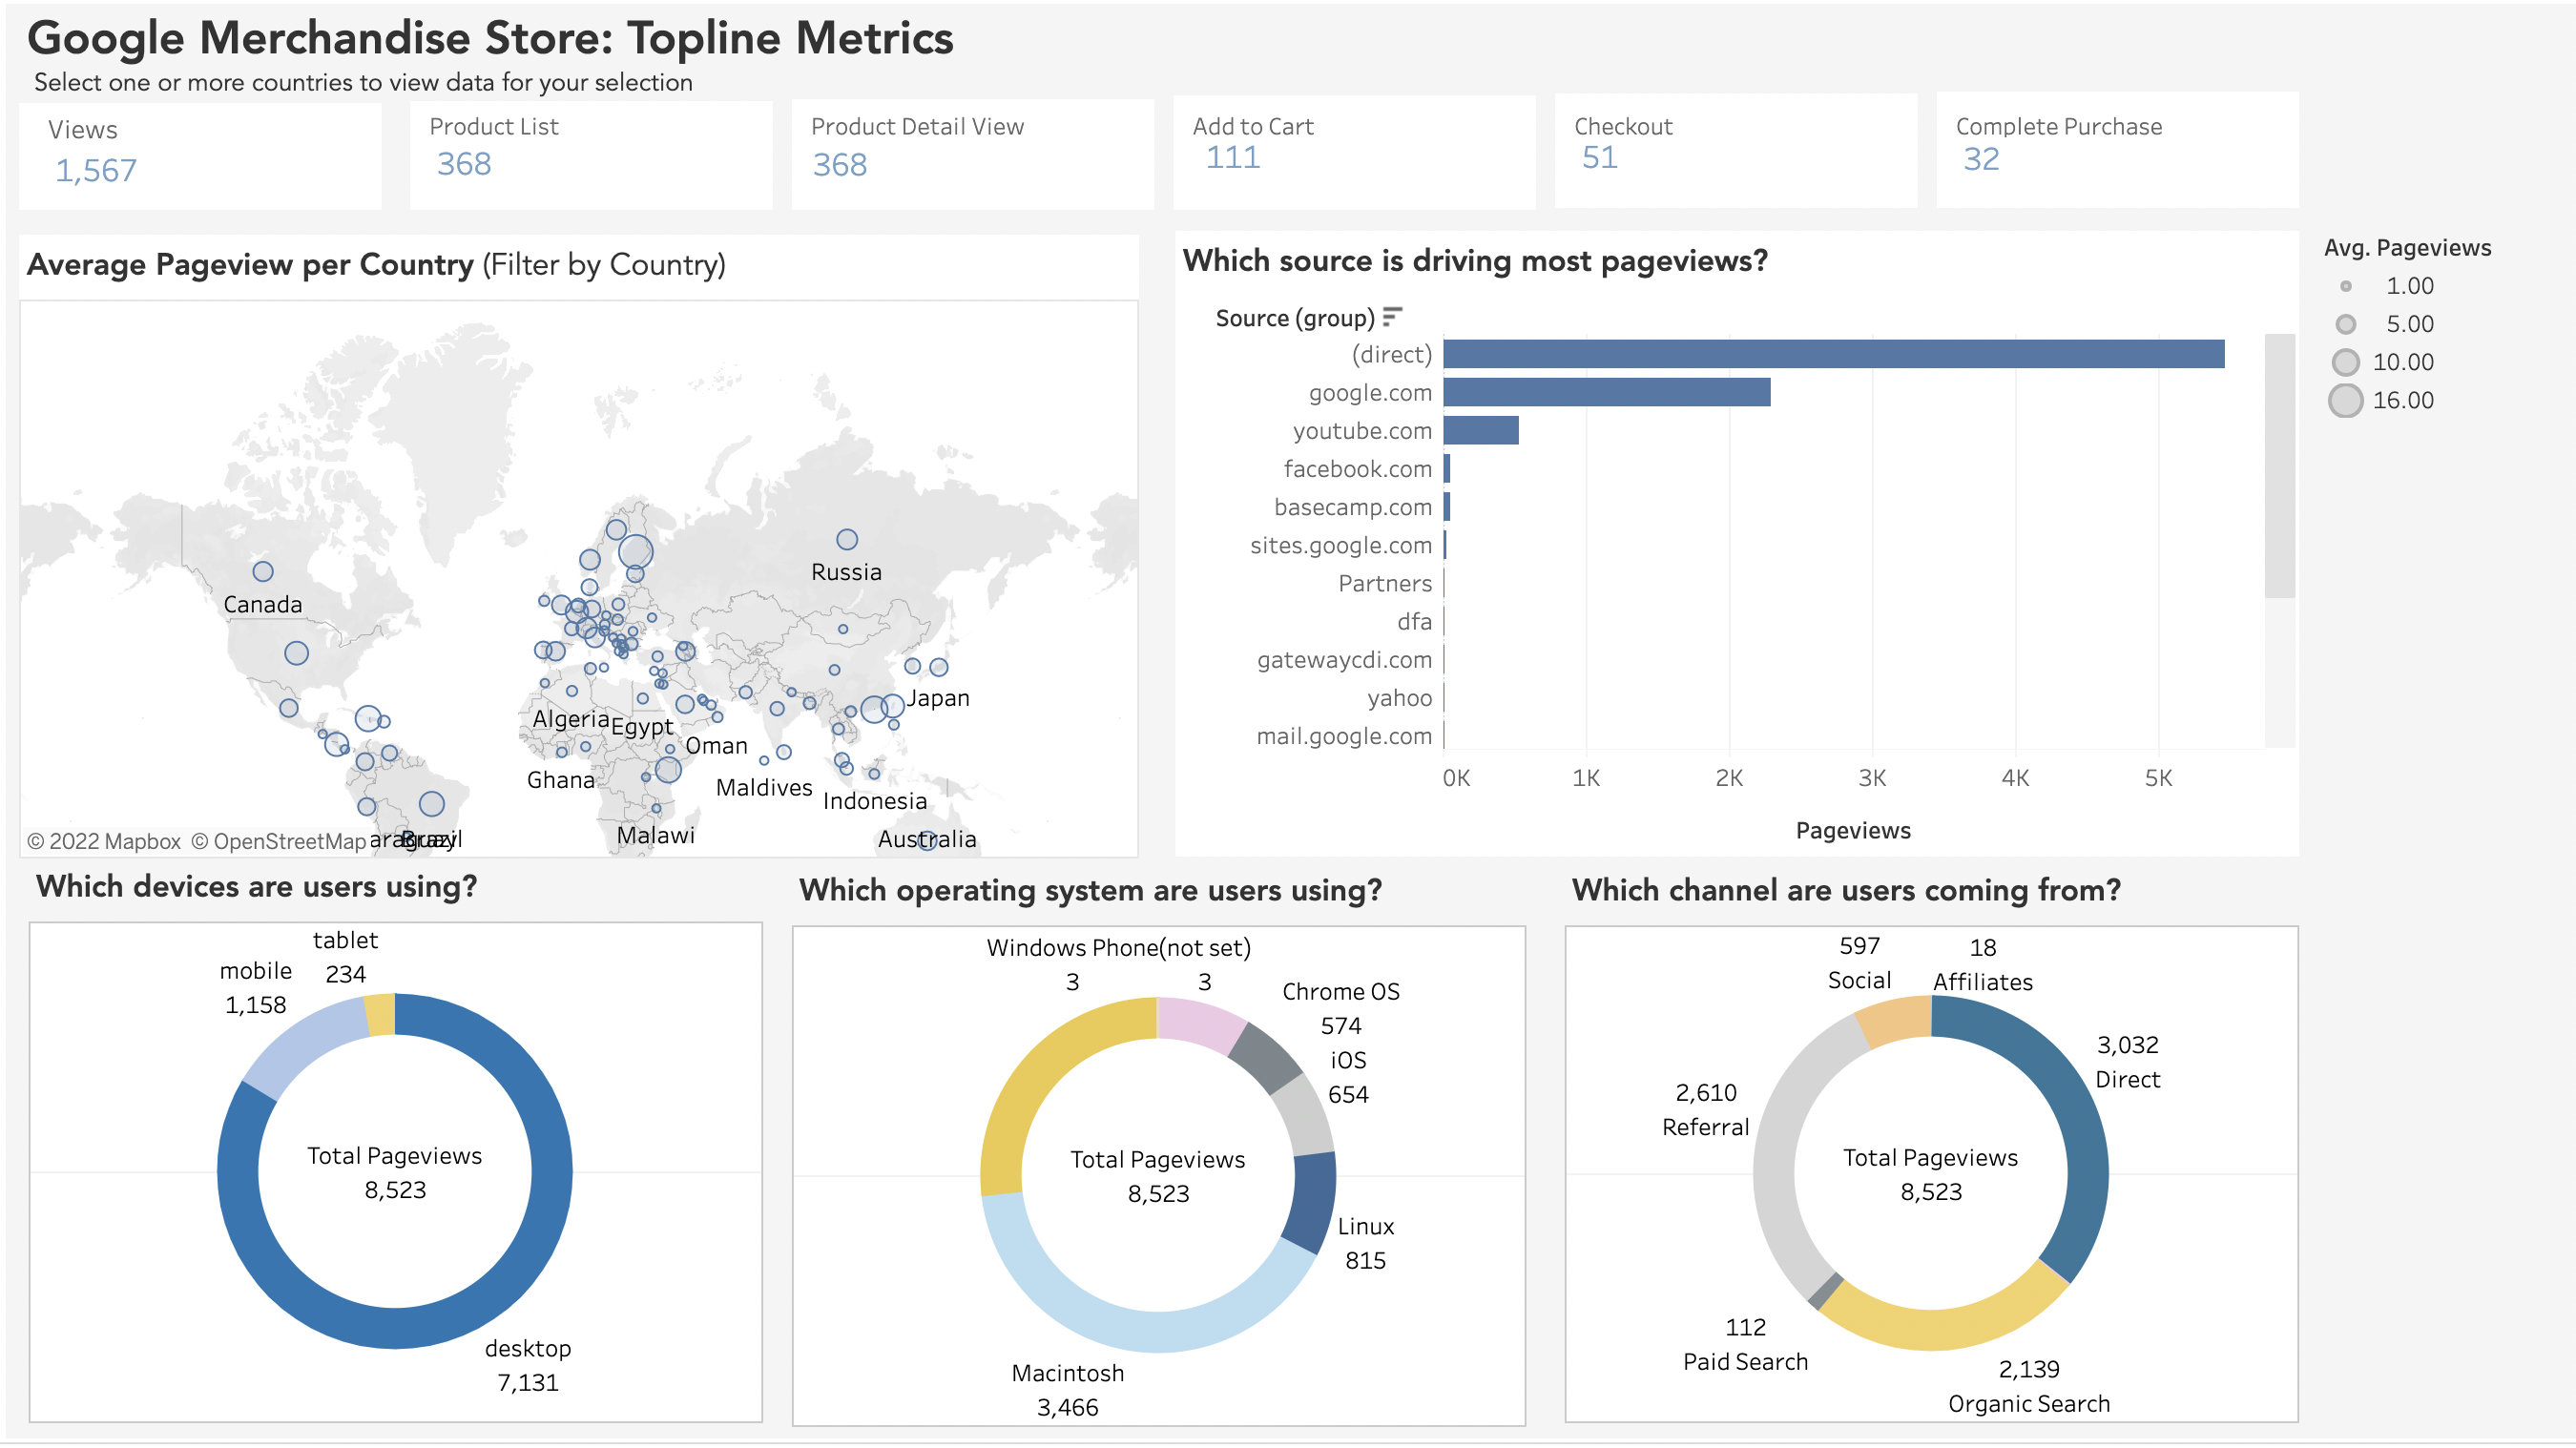 Google Merchandise Store: Topline Metrics
Select one or more countries to view data for your selection
Views
1,567
Product List
368
Product Detail View
368
Add to Cart
111
Checkout
51
Complete Purchase
32
Average Pageview per Country (Filter by Country)
Canada
Russia
Japan
Algeria
Egypt
Oman
Ghana
Maldives
Indonesia
Malawi
Brazil
Australia
© 2022 Mapbox © OpenStreetMap
Which source is driving most pageviews?
Source (group)
(direct)
google.com
youtube.com
facebook.com
basecamp.com
sites.google.com
Partners
dfa
gatewaycdi.com
yahoo
mail.google.com
0K 1K 2K 3K 4K 5K
Pageviews
Avg. Pageviews
1.00
5.00
10.00
16.00
Which devices are users using?
tablet
234
mobile
1,158
Total Pageviews
8,523
desktop
7,131
Which operating system are users using?
Windows Phone(not set)
3 3
Chrome OS
574
iOS
654
Total Pageviews
8,523
Linux
815
Macintosh
3,466
Which channel are users coming from?
597
Social
18
Affiliates
3,032
Direct
2,610
Referral
Total Pageviews
8,523
112
Paid Search
2,139
Organic Search